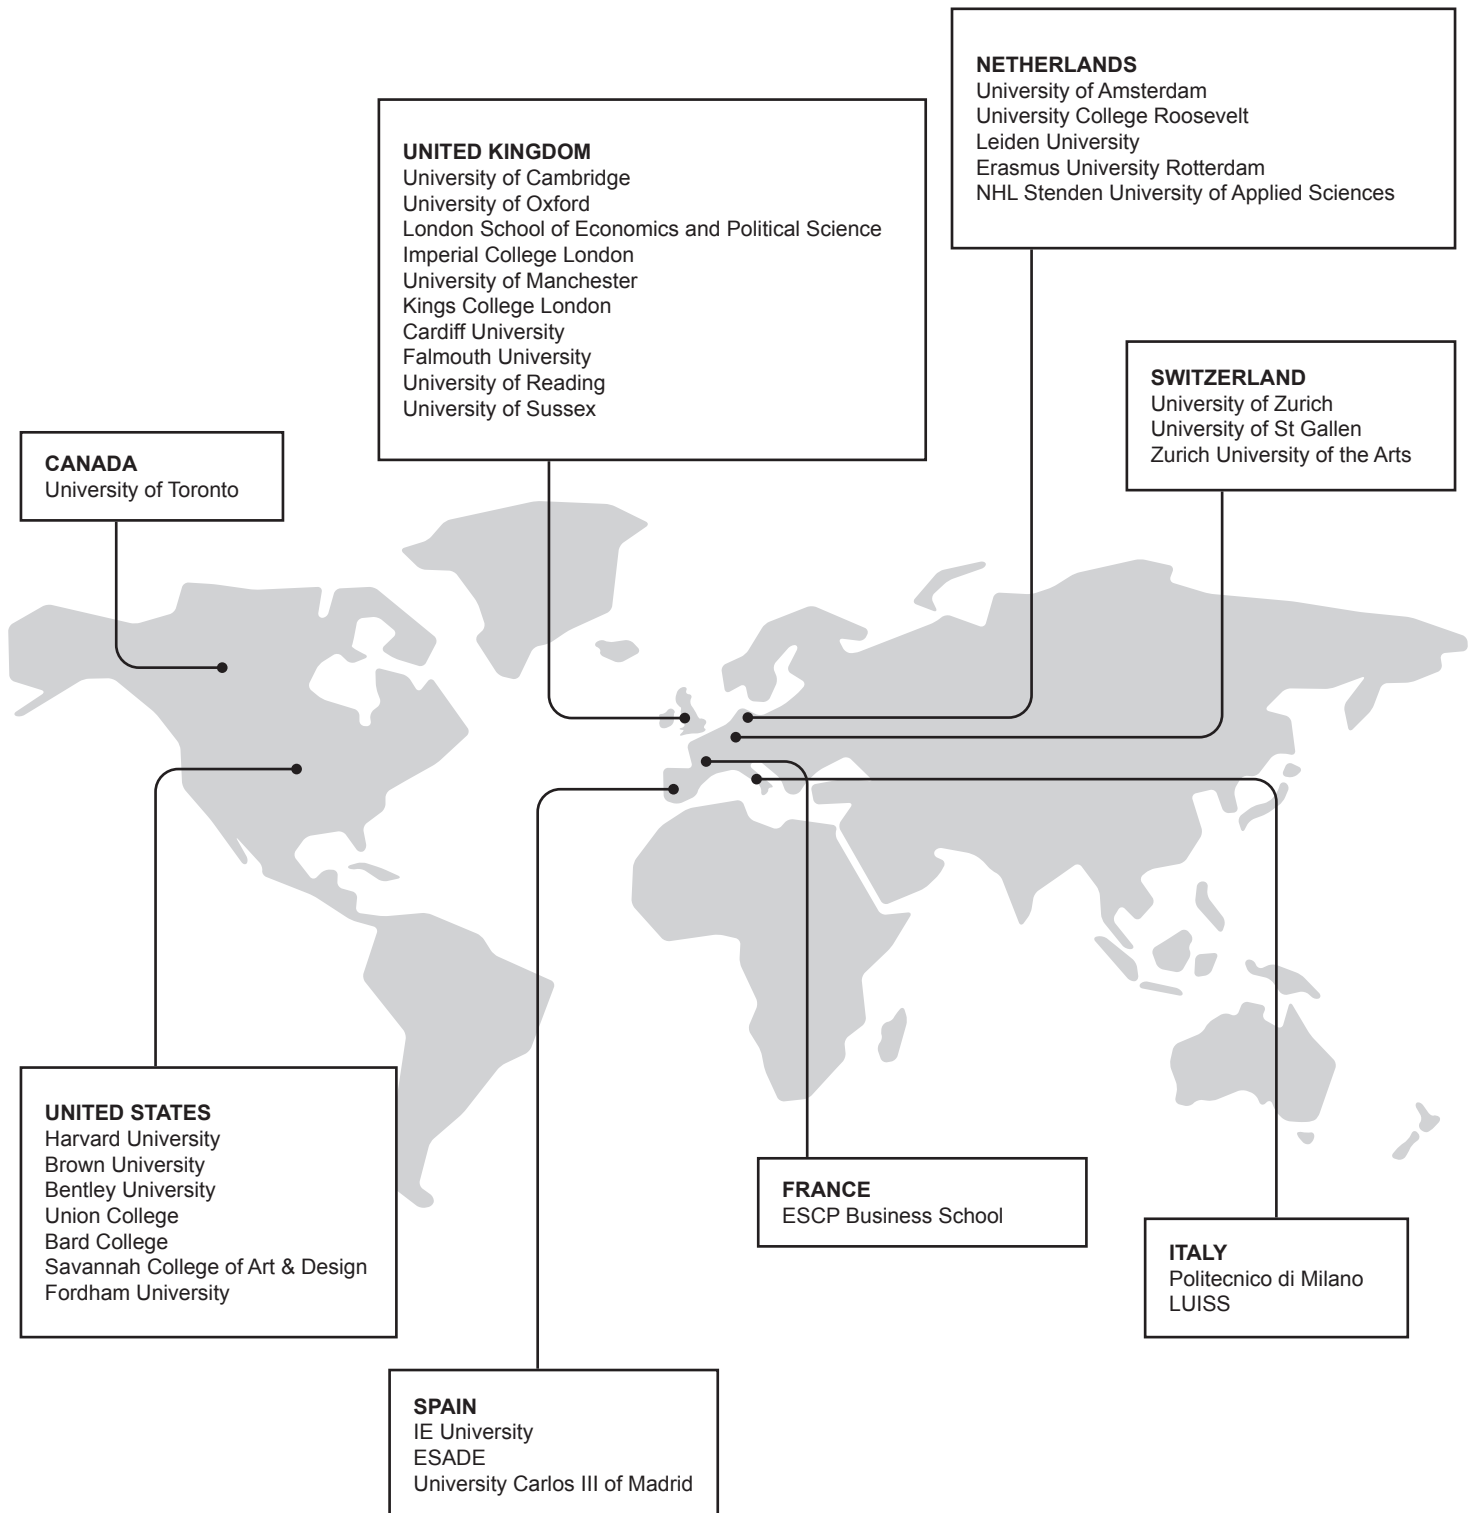 NETHERLANDS
University of Amsterdam
University College Roosevelt
Leiden University
Erasmus University Rotterdam
NHL Stenden University of Applied Sciences
UNITED KINGDOM
University of Cambridge
University of Oxford
London School of Economics and Political Science
Imperial College London
University of Manchester
Kings College London
Cardiff University
Falmouth University
University of Reading
University of Sussex
SWITZERLAND
University of Zurich
University of St Gallen
Zurich University of the Arts
CANADA
University of Toronto
UNITED STATES
Harvard University
Brown University
Bentley University
Union College
Bard College
Savannah College of Art & Design
Fordham University
FRANCE
ESCP Business School
ITALY
Politecnico di Milano
LUISS
SPAIN
IE University
ESADE
University Carlos III of Madrid